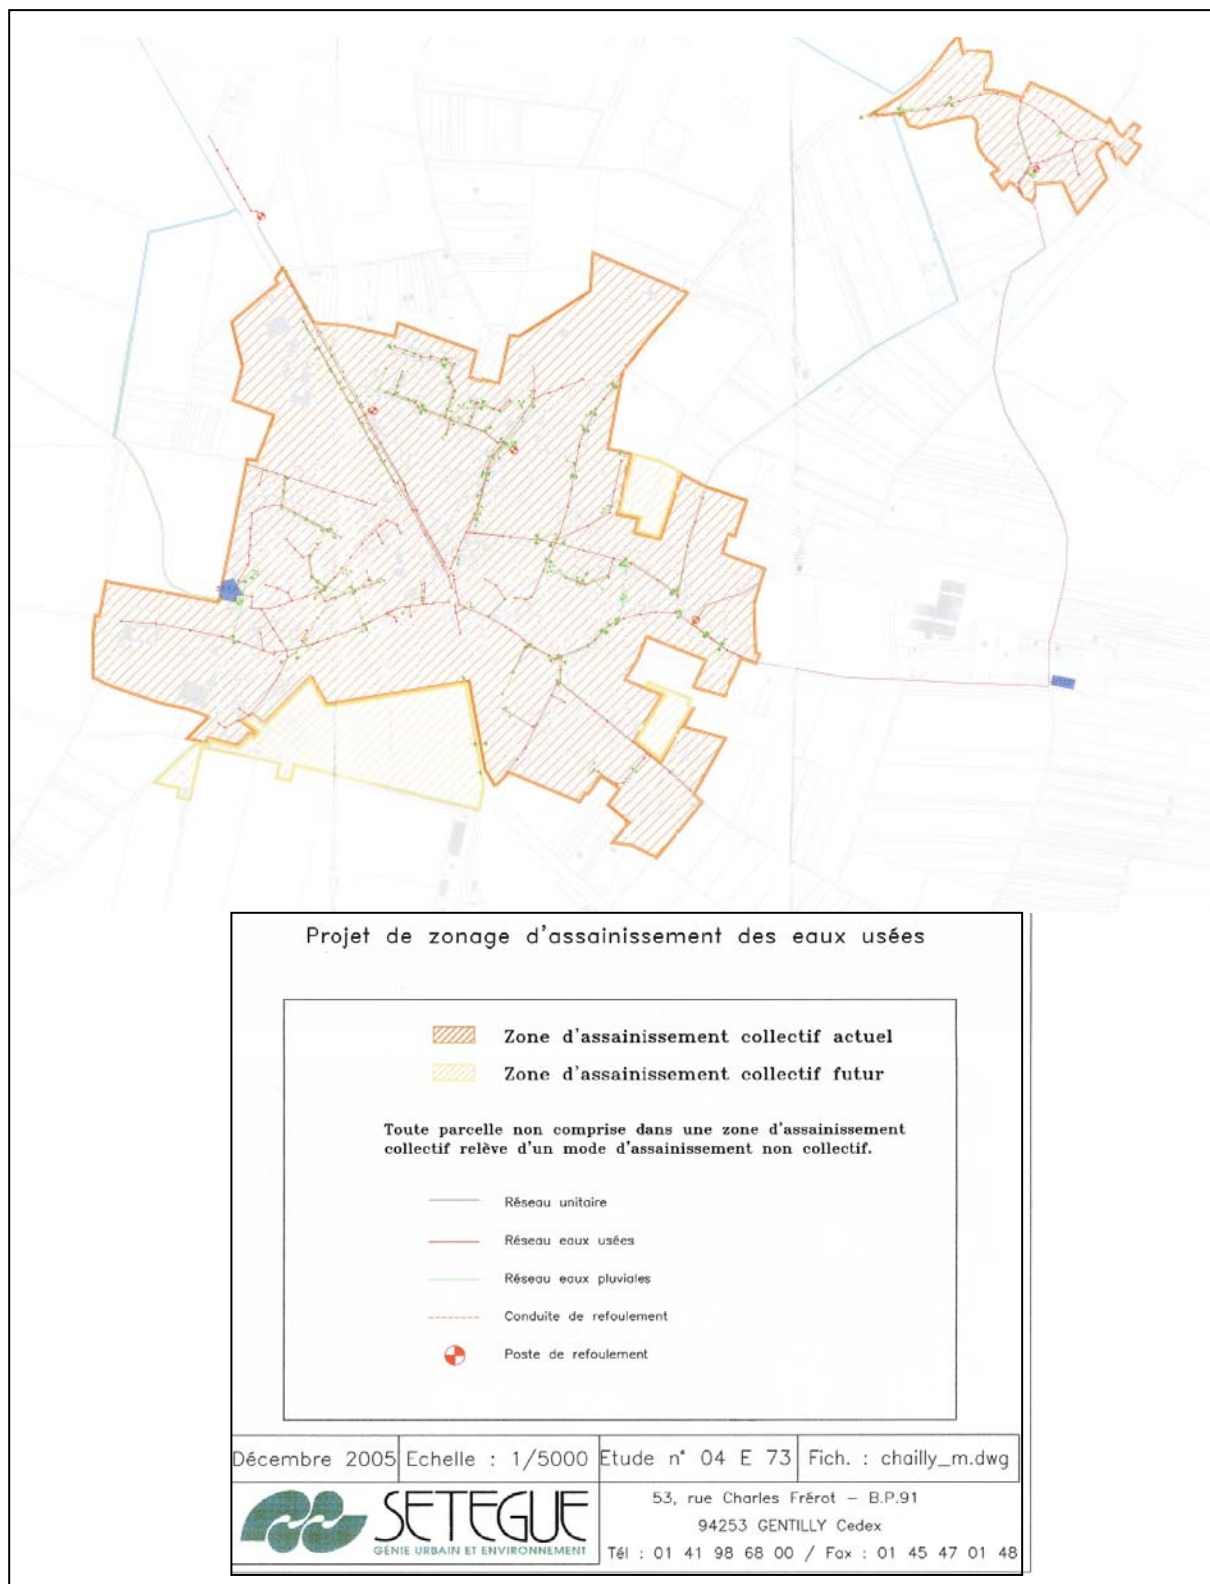 Projet de zonage d'assainissement des eaux usées
Zone d'assainissement collectif actuel
Zone d'assainissement collectif futur
Toute parcelle non comprise dans une zone d'assainissement
collectif relève d'un mode d'assainissement non collectif.
Réseau unitaire
Réseau eaux usées
Réseau eaux pluviales
Conduite de refoulement
Poste de refoulement
Décembre 2005
Echelle : 1/5000
Etude n° 04 E 73
Fich. : chailly_m.dwg
SETEGUE
GÉNIE URBAIN ET ENVIRONNEMENT
53, rue Charles Frérot – B.P.91
94253 GENTILLY Cedex
Tél : 01 41 98 68 00 / Fax : 01 45 47 01 48